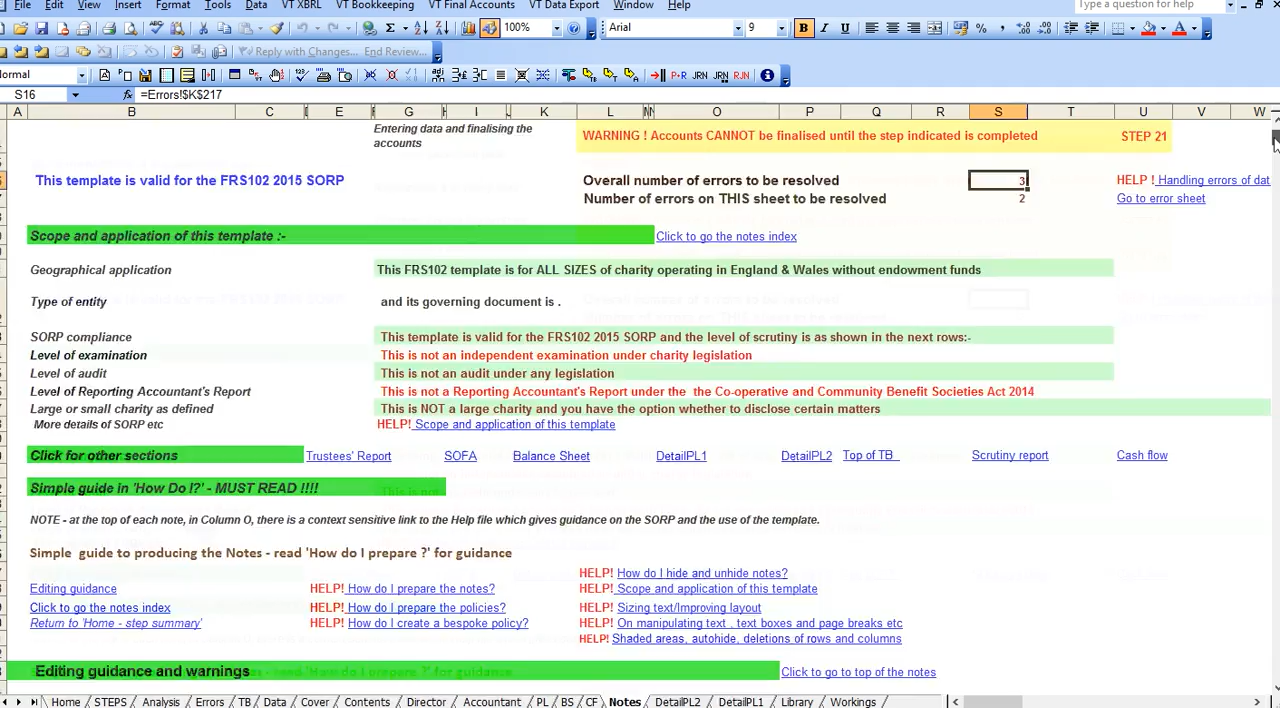 File Edit View Insert Format Tools Data VT XBRL VT Bookkeeping VT Final Accounts VT Data Export Window Help Type a question for help
100% Arial 9 B I U
Reply with Changes... End Review...
Normal
S16 fx =Errors!$K$217
A B C E G I K L M N O P Q R S T U V W
Entering data and finalising the accounts
WARNING ! Accounts CANNOT be finalised until the step indicated is completed STEP 21
This template is valid for the FRS102 2015 SORP Overall number of errors to be resolved 3 HELP ! Handling errors of dat
Number of errors on THIS sheet to be resolved 2 Go to error sheet
Scope and application of this template :- Click to go the notes index
Geographical application This FRS102 template is for ALL SIZES of charity operating in England & Wales without endowment funds
Type of entity and its governing document is .
SORP compliance This template is valid for the FRS102 2015 SORP and the level of scrutiny is as shown in the next rows:-
Level of examination This is not an independent examination under charity legislation
Level of audit This is not an audit under any legislation
Level of Reporting Accountant's Report This is not a Reporting Accountant's Report under the the Co-operative and Community Benefit Societies Act 2014
Large or small charity as defined This is NOT a large charity and you have the option whether to disclose certain matters
More details of SORP etc HELP! Scope and application of this template
Click for other sections Trustees' Report SOFA Balance Sheet DetailPL1 DetailPL2 Top of TB Scrutiny report Cash flow
Simple guide in 'How Do I?' - MUST READ !!!!
NOTE - at the top of each note, in Column O, there is a context sensitive link to the Help file which gives guidance on the SORP and the use of the template.
Simple guide to producing the Notes - read 'How do I prepare ?' for guidance
HELP! How do I hide and unhide notes?
Editing guidance HELP! How do I prepare the notes? HELP! Scope and application of this template
Click to go the notes index HELP! How do I prepare the policies? HELP! Sizing text/Improving layout
Return to 'Home - step summary' HELP! How do I create a bespoke policy? HELP! On manipulating text , text boxes and page breaks etc
HELP! Shaded areas, autohide, deletions of rows and columns
Editing guidance and warnings Click to go to top of the notes
Home STEPS Analysis Errors TB Data Cover Contents Director Accountant PL BS CF Notes DetailPL2 DetailPL1 Library Workings